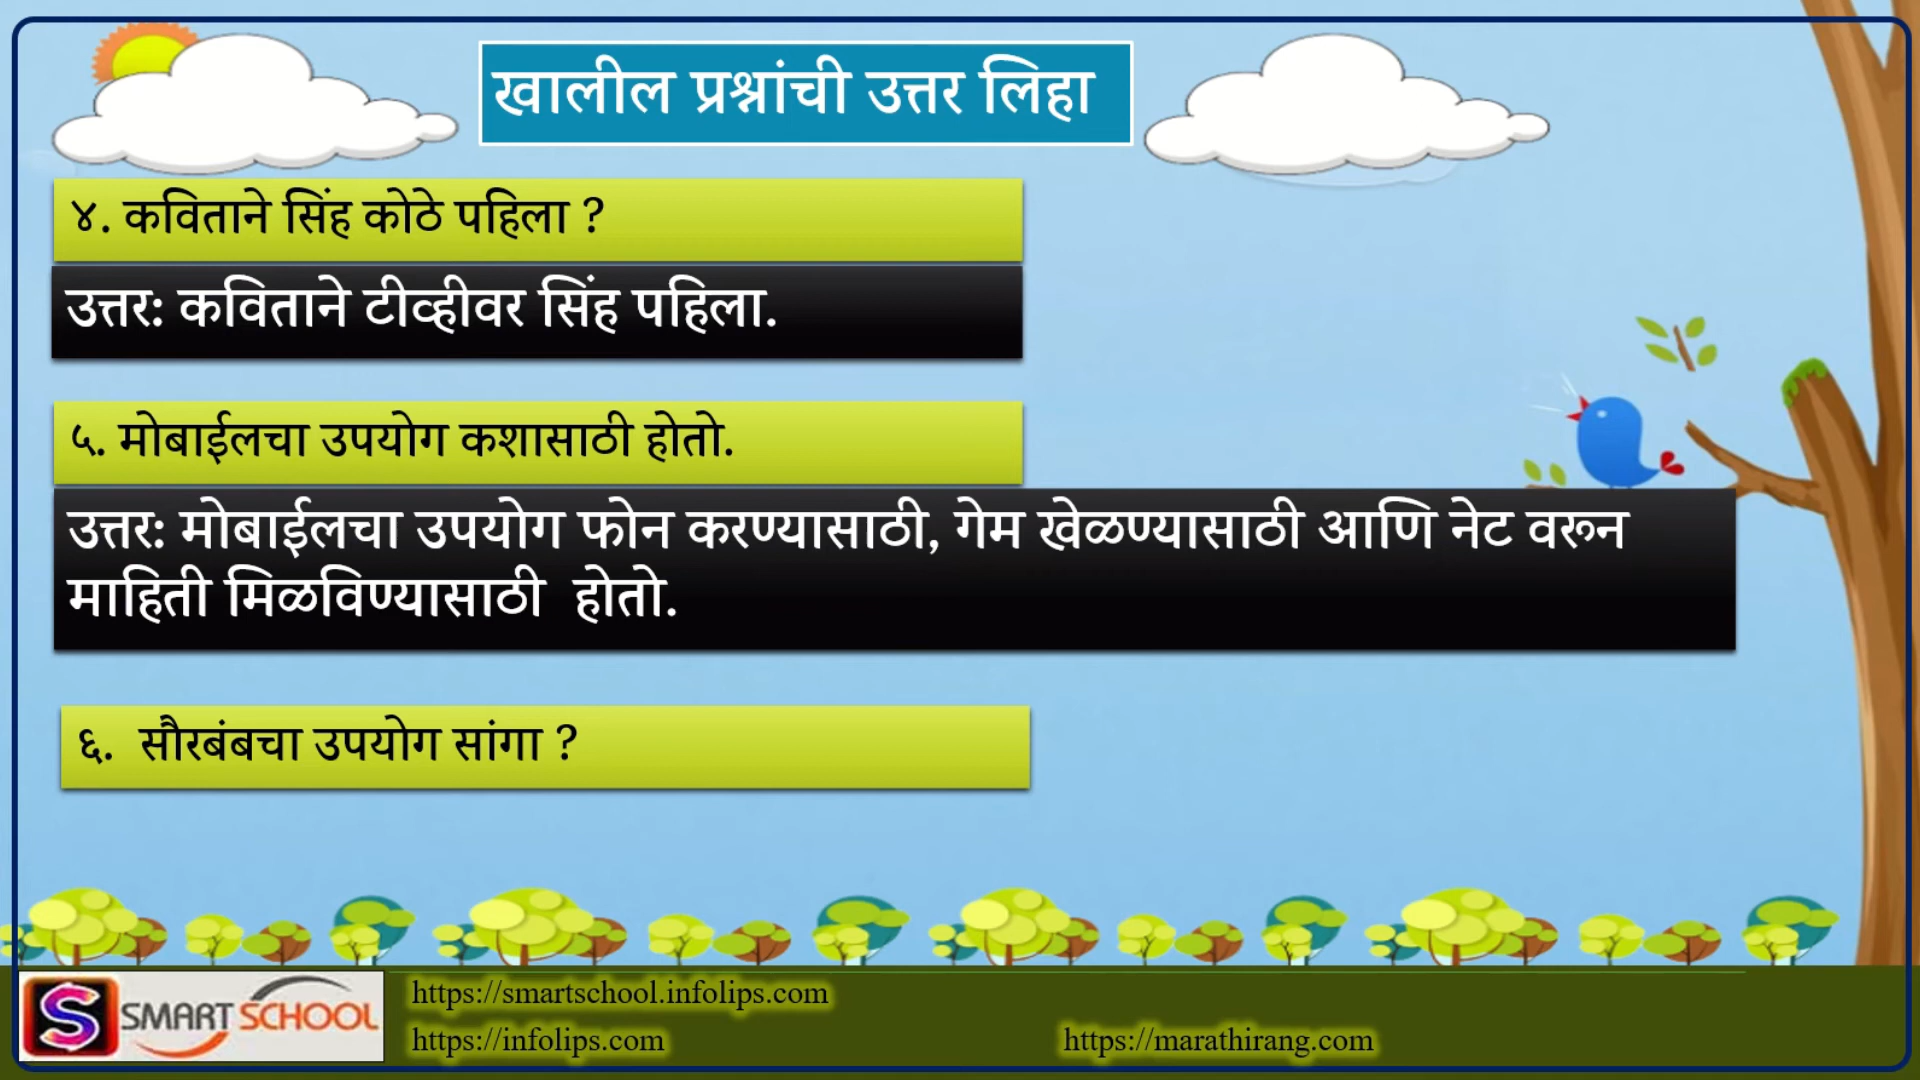 खालील प्रश्नांची उत्तर लिहा
४. कविताने सिंह कोठे पहिला ?
उत्तर: कविताने टीव्हीवर सिंह पहिला.
५. मोबाईलचा उपयोग कशासाठी होतो.
उत्तर: मोबाईलचा उपयोग फोन करण्यासाठी, गेम खेळण्यासाठी आणि नेट वरून
माहिती मिळविण्यासाठी होतो.
६. सौरबंबचा उपयोग सांगा ?
S SMART SCHOOL
https://smartschool.infolips.com
https://infolips.com
https://marathirang.com